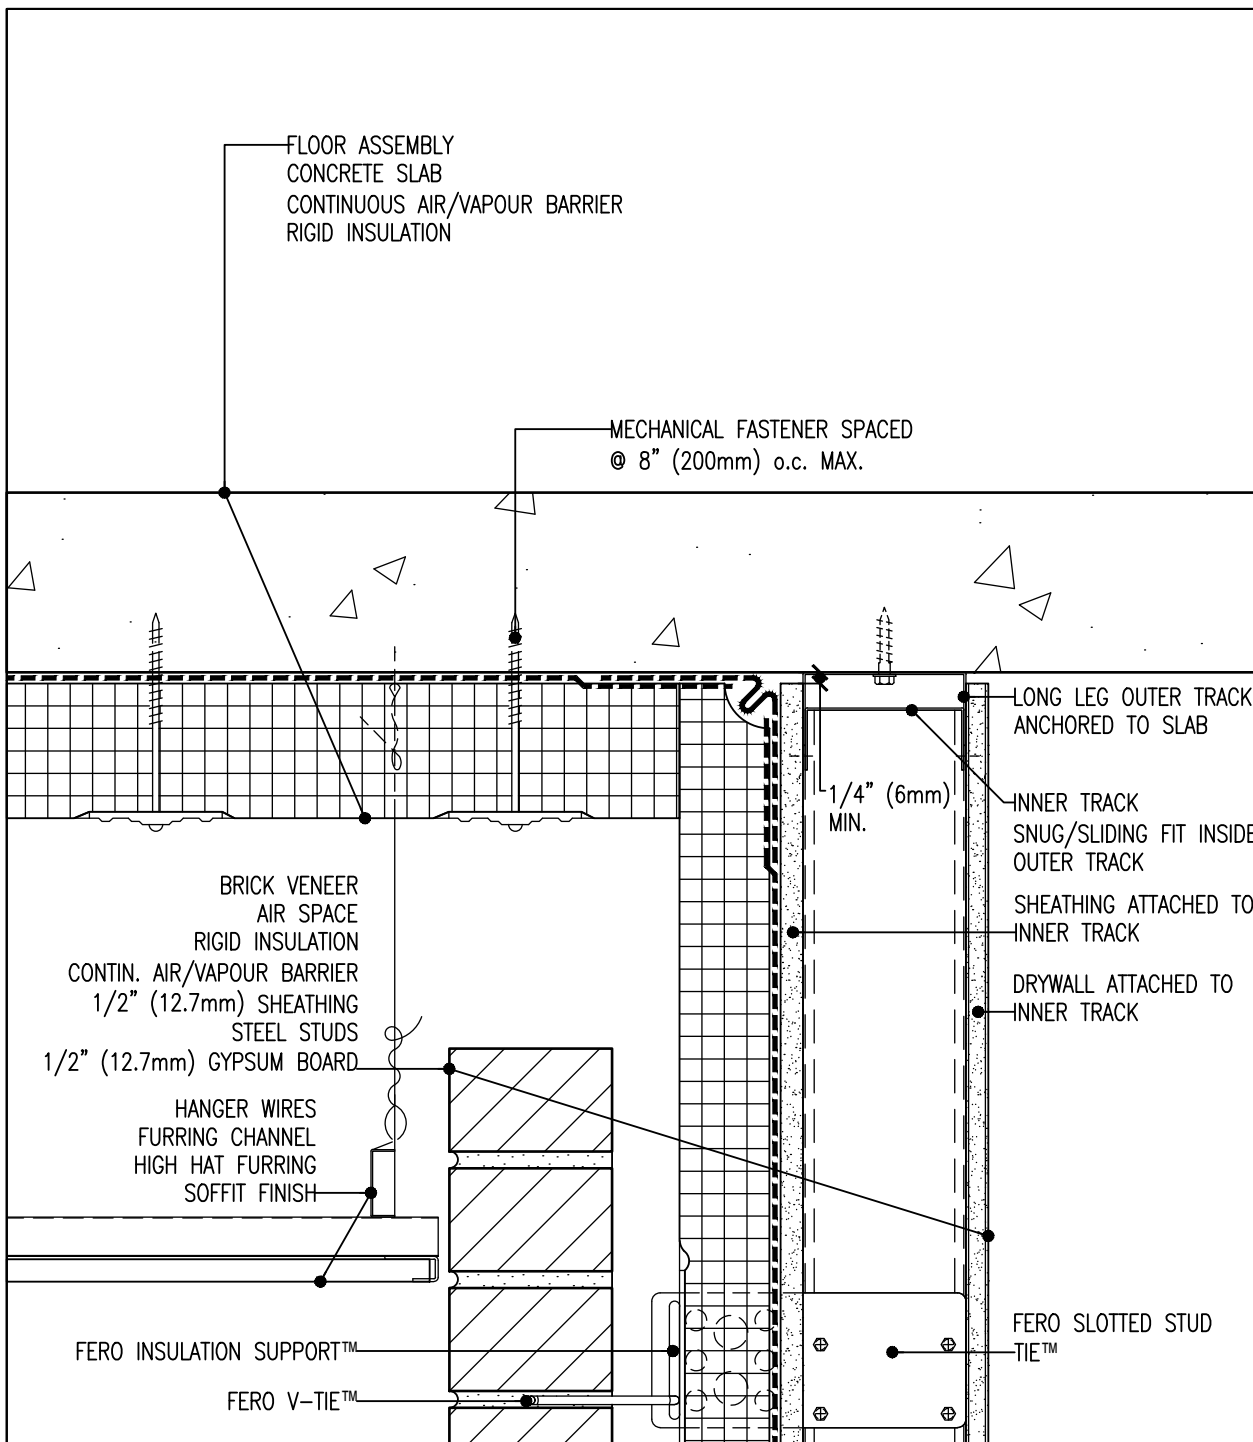 FLOOR ASSEMBLY
CONCRETE SLAB
CONTINUOUS AIR/VAPOUR BARRIER
RIGID INSULATION
MECHANICAL FASTENER SPACED
@ 8" (200mm) o.c. MAX.
LONG LEG OUTER TRACK
ANCHORED TO SLAB
1/4" (6mm)
MIN.
INNER TRACK
SNUG/SLIDING FIT INSIDE
OUTER TRACK
BRICK VENEER
AIR SPACE
RIGID INSULATION
CONTIN. AIR/VAPOUR BARRIER
1/2" (12.7mm) SHEATHING
STEEL STUDS
1/2" (12.7mm) GYPSUM BOARD
SHEATHING ATTACHED TO
INNER TRACK
DRYWALL ATTACHED TO
INNER TRACK
HANGER WIRES
FURRING CHANNEL
HIGH HAT FURRING
SOFFIT FINISH
FERO INSULATION SUPPORT™
FERO V-TIE™
FERO SLOTTED STUD
TIE™